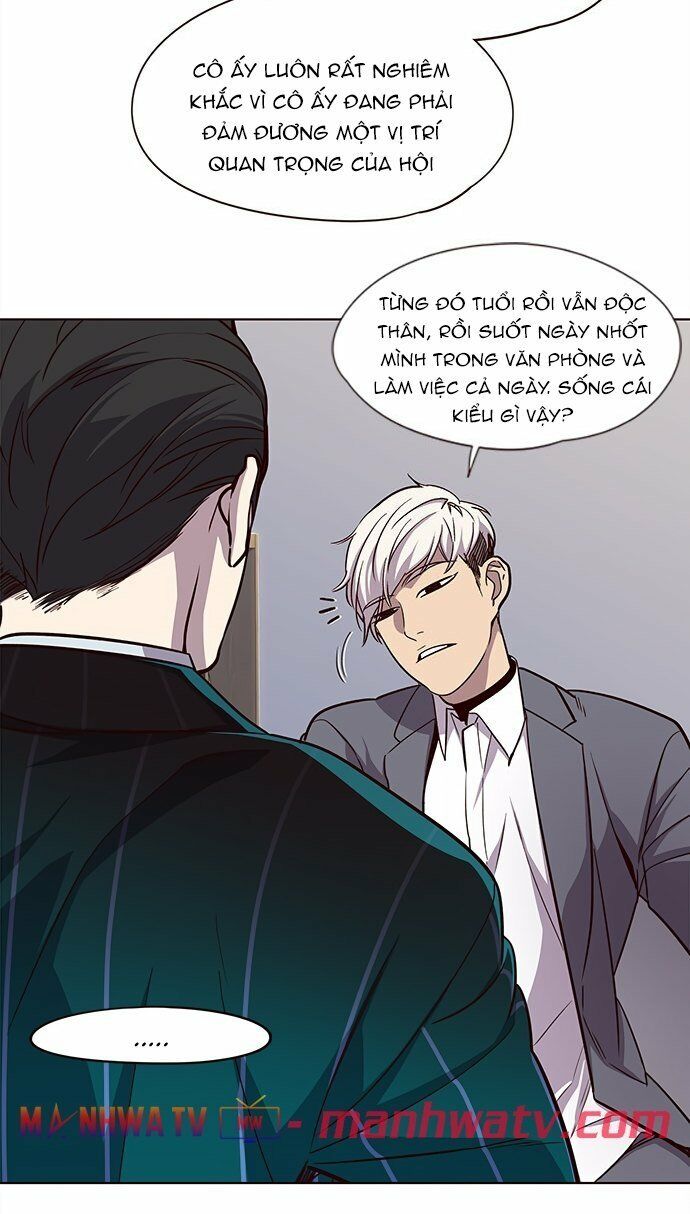 CÔ ẤY LUÔN RẤT NGHIÊM
KHẮC VÌ CÔ ẤY ĐANG PHẢI
ĐẢM ĐƯƠNG MỘT VỊ TRÍ
QUAN TRỌNG CỦA HỘI
TỪNG ĐÓ TUỔI RỒI VẪN ĐỘC
THÂN, RỒI SUỐT NGÀY NHỐT
MÌNH TRONG VĂN PHÒNG VÀ
LÀM VIỆC CẢ NGÀY. SỐNG CÁI
KIỂU GÌ VẬY?
.....
MANHWA TV MW - manhwatv.com